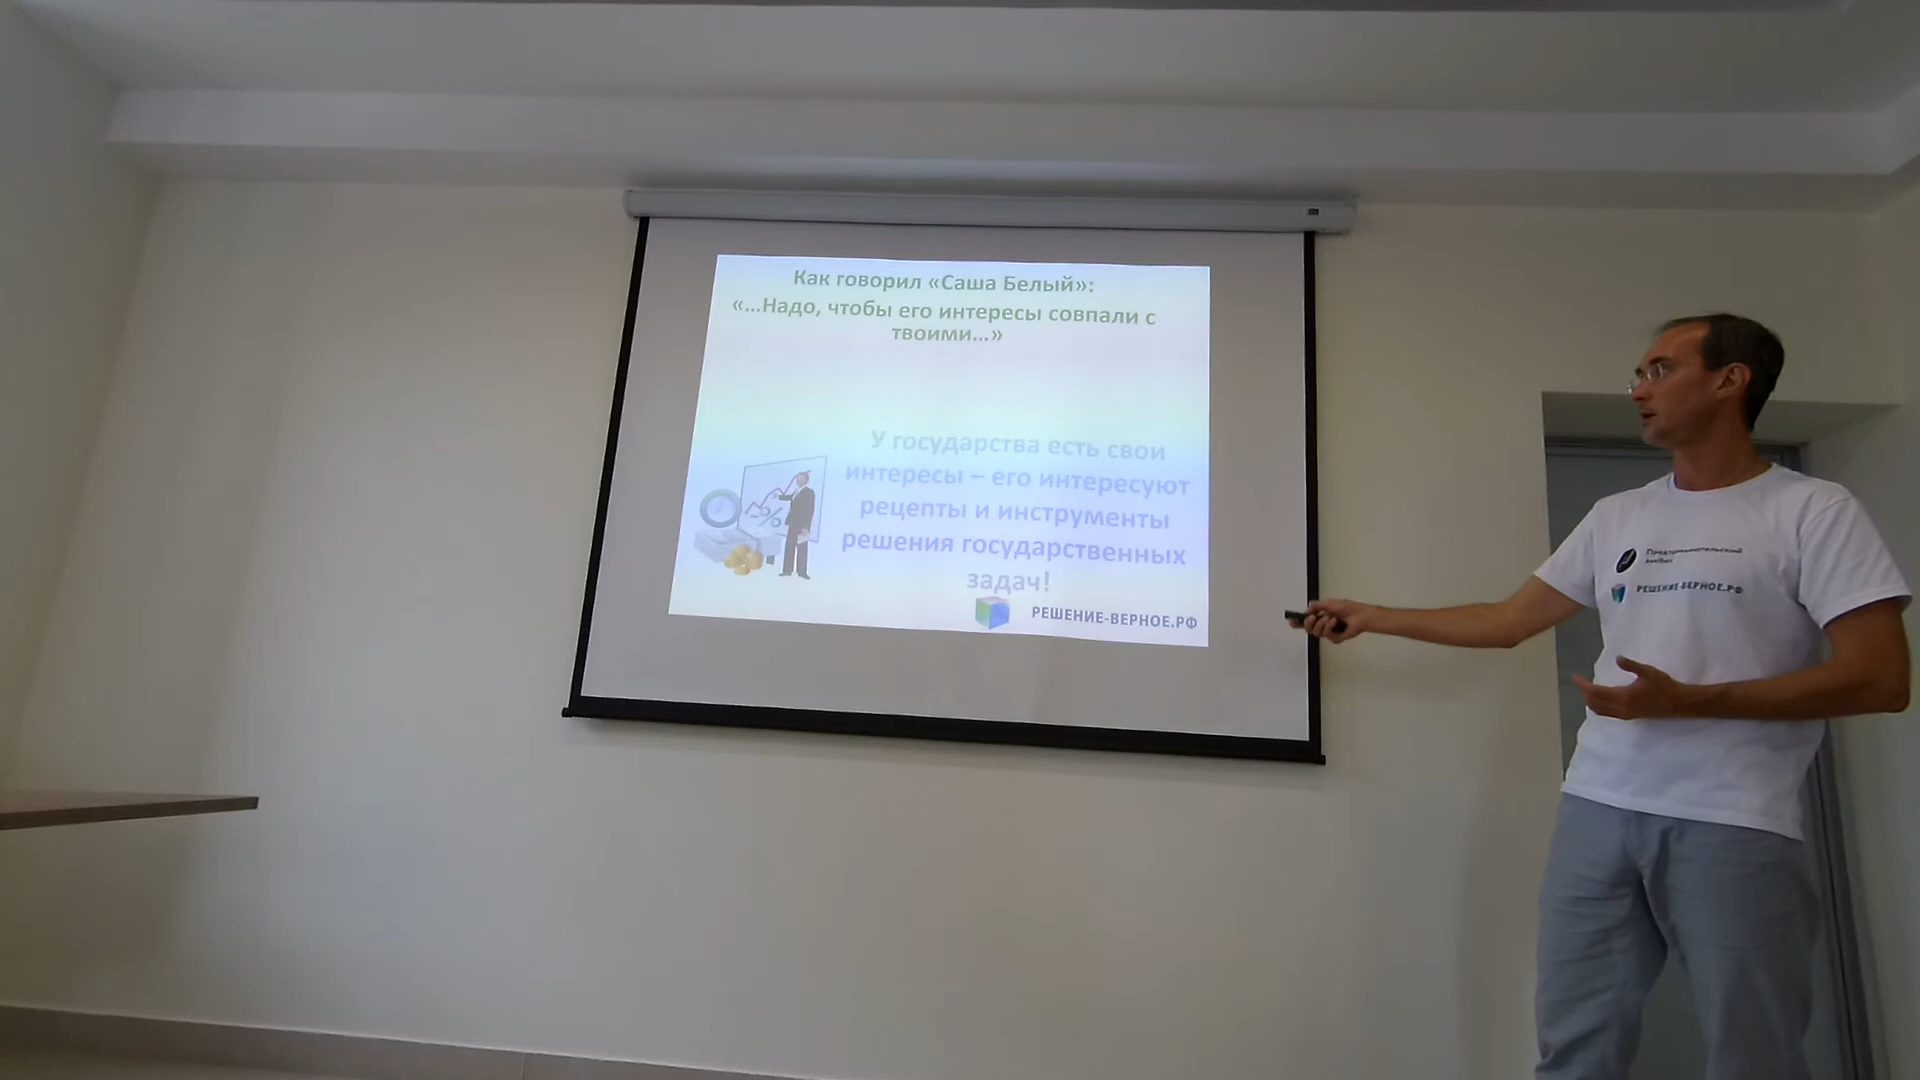 Как говорил «Саша Белый»:
«...Надо, чтобы его интересы совпали с
твоими...»
У государства есть свои
интересы – его интересуют
рецепты и инструменты
решения государственных
задач!
РЕШЕНИЕ-ВЕРНОЕ.РФ
Предпринимательский
РЕШЕНИЕ-ВЕРНОЕ.РФ